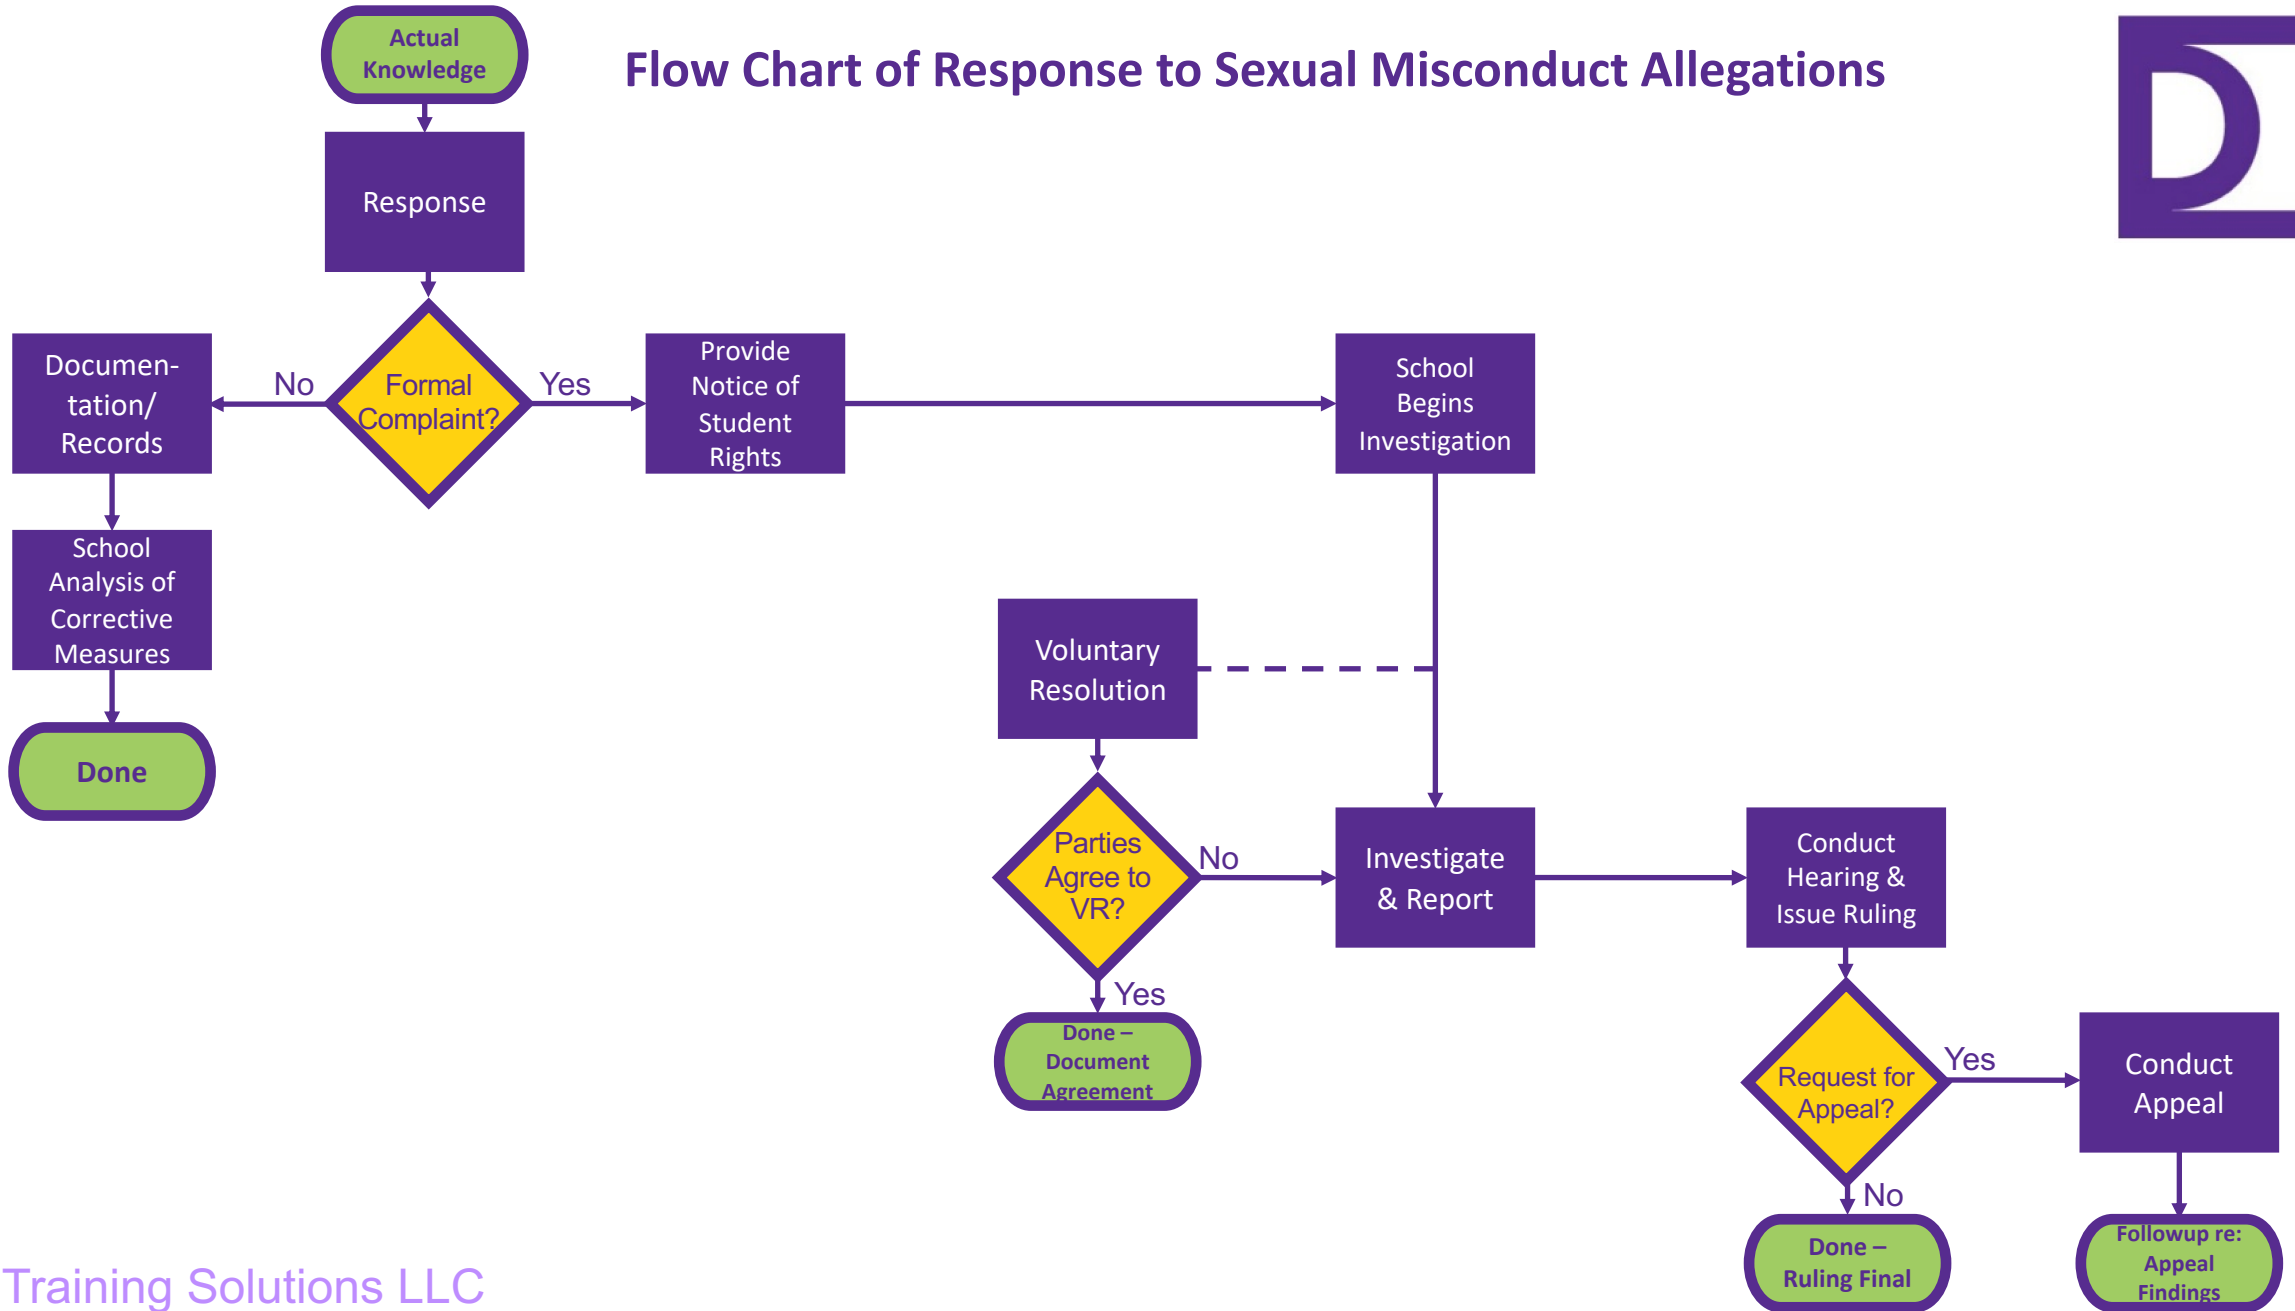 Actual
Knowledge
Flow Chart of Response to Sexual Misconduct Allegations
D
Response
Documen-
tation/
Records
No
Formal
Complaint?
Yes
Provide
Notice of
Student
Rights
School
Begins
Investigation
School
Analysis of
Corrective
Measures
Done
Voluntary
Resolution
Parties
Agree to
VR?
No
Investigate
& Report
Conduct
Hearing &
Issue Ruling
Yes
Done –
Document
Agreement
Request for
Appeal?
Yes
Conduct
Appeal
No
Done –
Ruling Final
Followup re:
Appeal
Findings
Training Solutions LLC